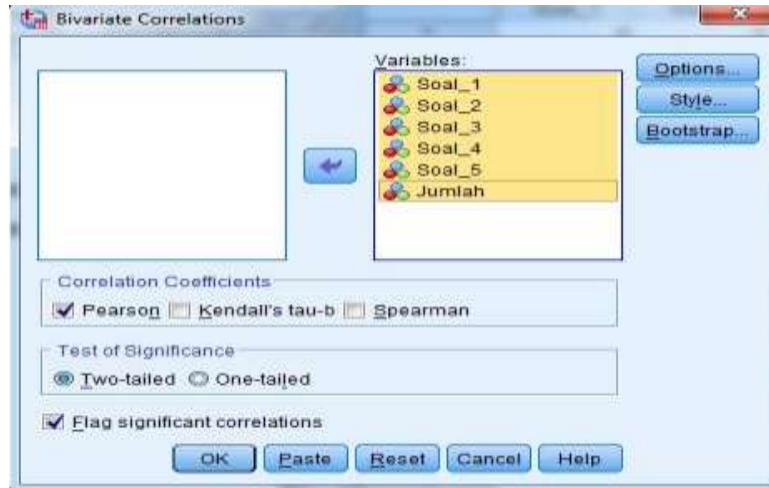 Bivariate Correlations
Variables:
Soal_1
Soal_2
Soal_3
Soal_4
Soal_5
Jumlah
Options...
Style...
Bootstrap...
Correlation Coefficients
Pearson Kendall's tau-b Spearman
Test of Significance
Two-tailed One-tailed
Flag significant correlations
OK Paste Reset Cancel Help